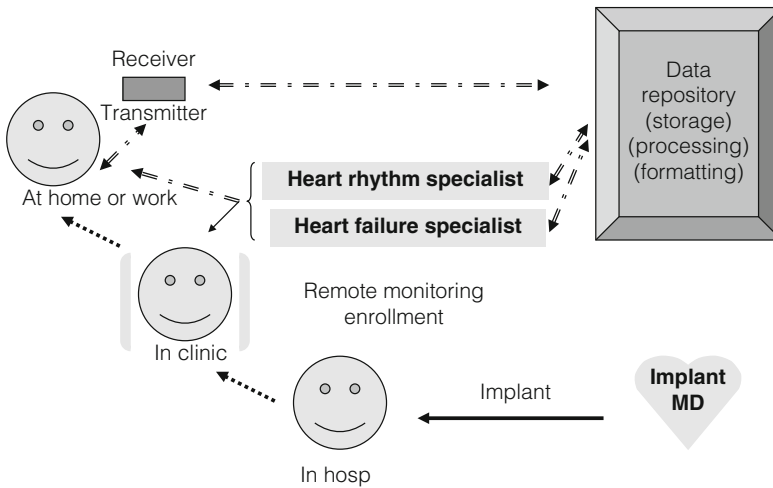 Receiver
Transmitter
At home or work
Data
repository
(storage)
(processing)
(formatting)
Heart rhythm specialist
Heart failure specialist
Remote monitoring
enrollment
In clinic
Implant
Implant
MD
In hosp